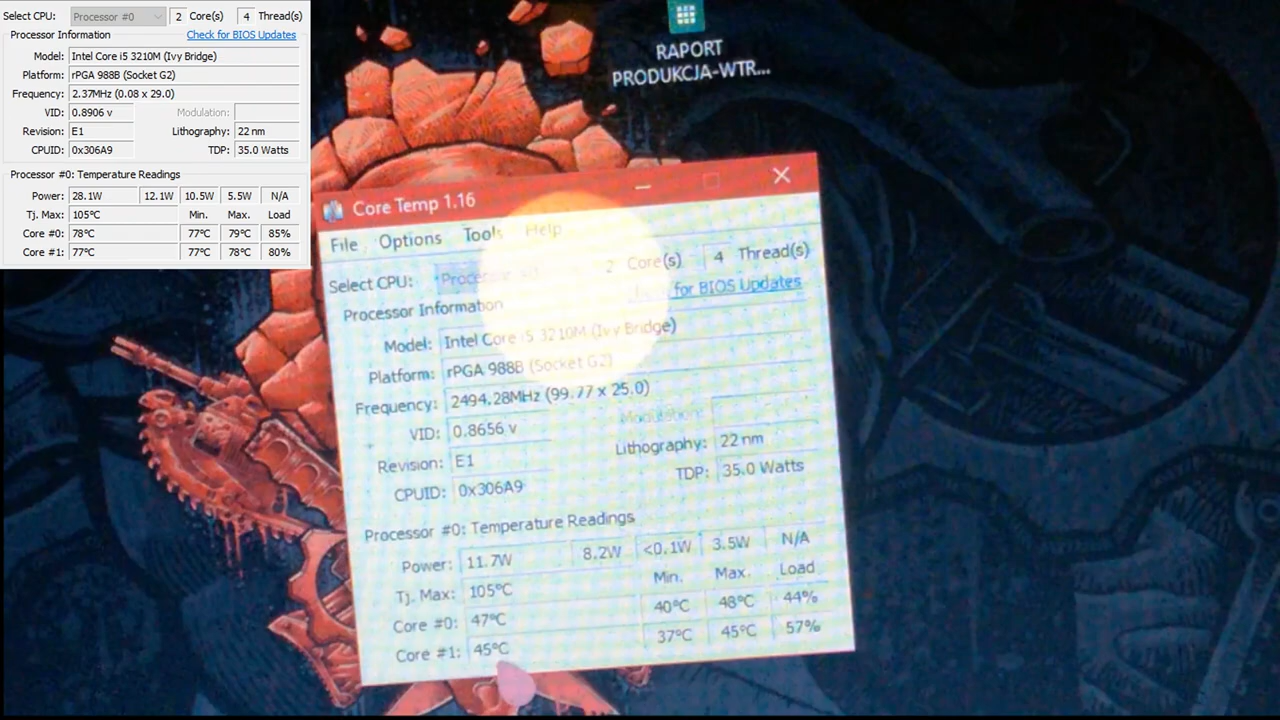 Select CPU: Processor #0 2 Core(s) 4 Thread(s)
Processor Information Check for BIOS Updates
Model: Intel Core i5 3210M (Ivy Bridge)
Platform: rPGA 988B (Socket G2)
Frequency: 2.37MHz (0.08 x 29.0)
VID: 0.8906 v Modulation:
Revision: E1 Lithography: 22 nm
CPUID: 0x306A9 TDP: 35.0 Watts
Processor #0: Temperature Readings
Power: 28.1W 12.1W 10.5W 5.5W N/A
Tj. Max: 105°C Min. Max. Load
Core #0: 78°C 77°C 79°C 85%
Core #1: 77°C 77°C 78°C 80%
RAPORT
PRODUKCJA-WTR...
Core Temp 1.16
File Options Tools Help
Select CPU: Processor #0 2 Core(s) 4 Thread(s)
Processor Information for BIOS Updates
Model: Intel Core i5 3210M (Ivy Bridge)
Platform: rPGA 988B (Socket G2)
Frequency: 2494.28MHz (99.77 x 25.0)
VID: 0.8656 v Modulation:
Revision: E1 Lithography: 22 nm
CPUID: 0x306A9 TDP: 35.0 Watts
Processor #0: Temperature Readings
Power: 11.7W 8.2W <0.1W 3.5W N/A
Tj. Max: 105°C Min. Max. Load
Core #0: 47°C 40°C 48°C 44%
Core #1: 45°C 37°C 45°C 57%